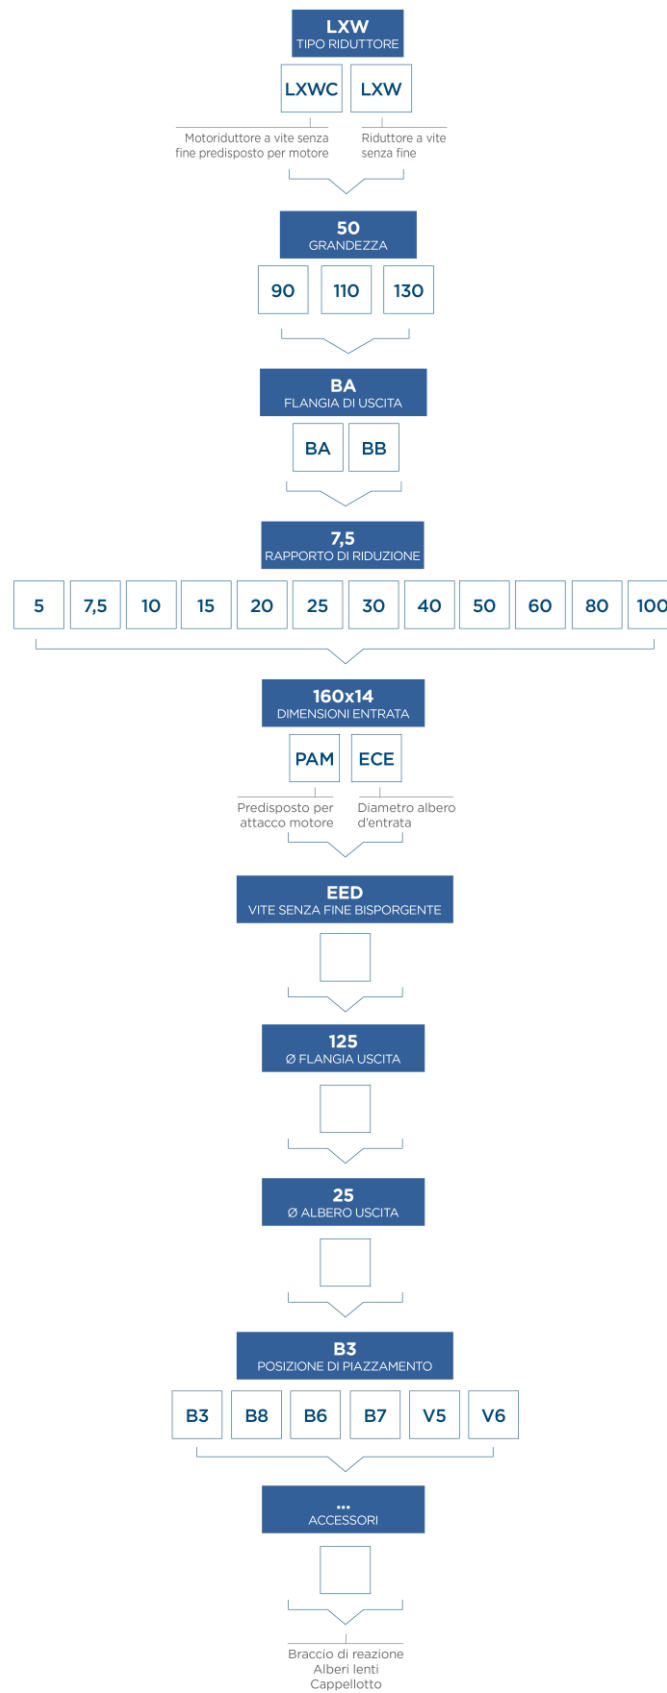 LXW
TIPO RIDUTTORE
LXWC LXW
Motoriduttore a vite senza
fine predisposto per motore
Riduttore a vite
senza fine
50
GRANDEZZA
90 110 130
BA
FLANGIA DI USCITA
BA BB
7,5
RAPPORTO DI RIDUZIONE
5 7,5 10 15 20 25 30 40 50 60 80 100
160x14
DIMENSIONI ENTRATA
PAM ECE
Predisposto per
attacco motore
Diametro albero
d'entrata
EED
VITE SENZA FINE BISPORGENTE
125
Ø FLANGIA USCITA
25
Ø ALBERO USCITA
B3
POSIZIONE DI PIAZZAMENTO
B3 B8 B6 B7 V5 V6
...
ACCESSORI
Braccio di reazione
Alberi lenti
Cappellotto